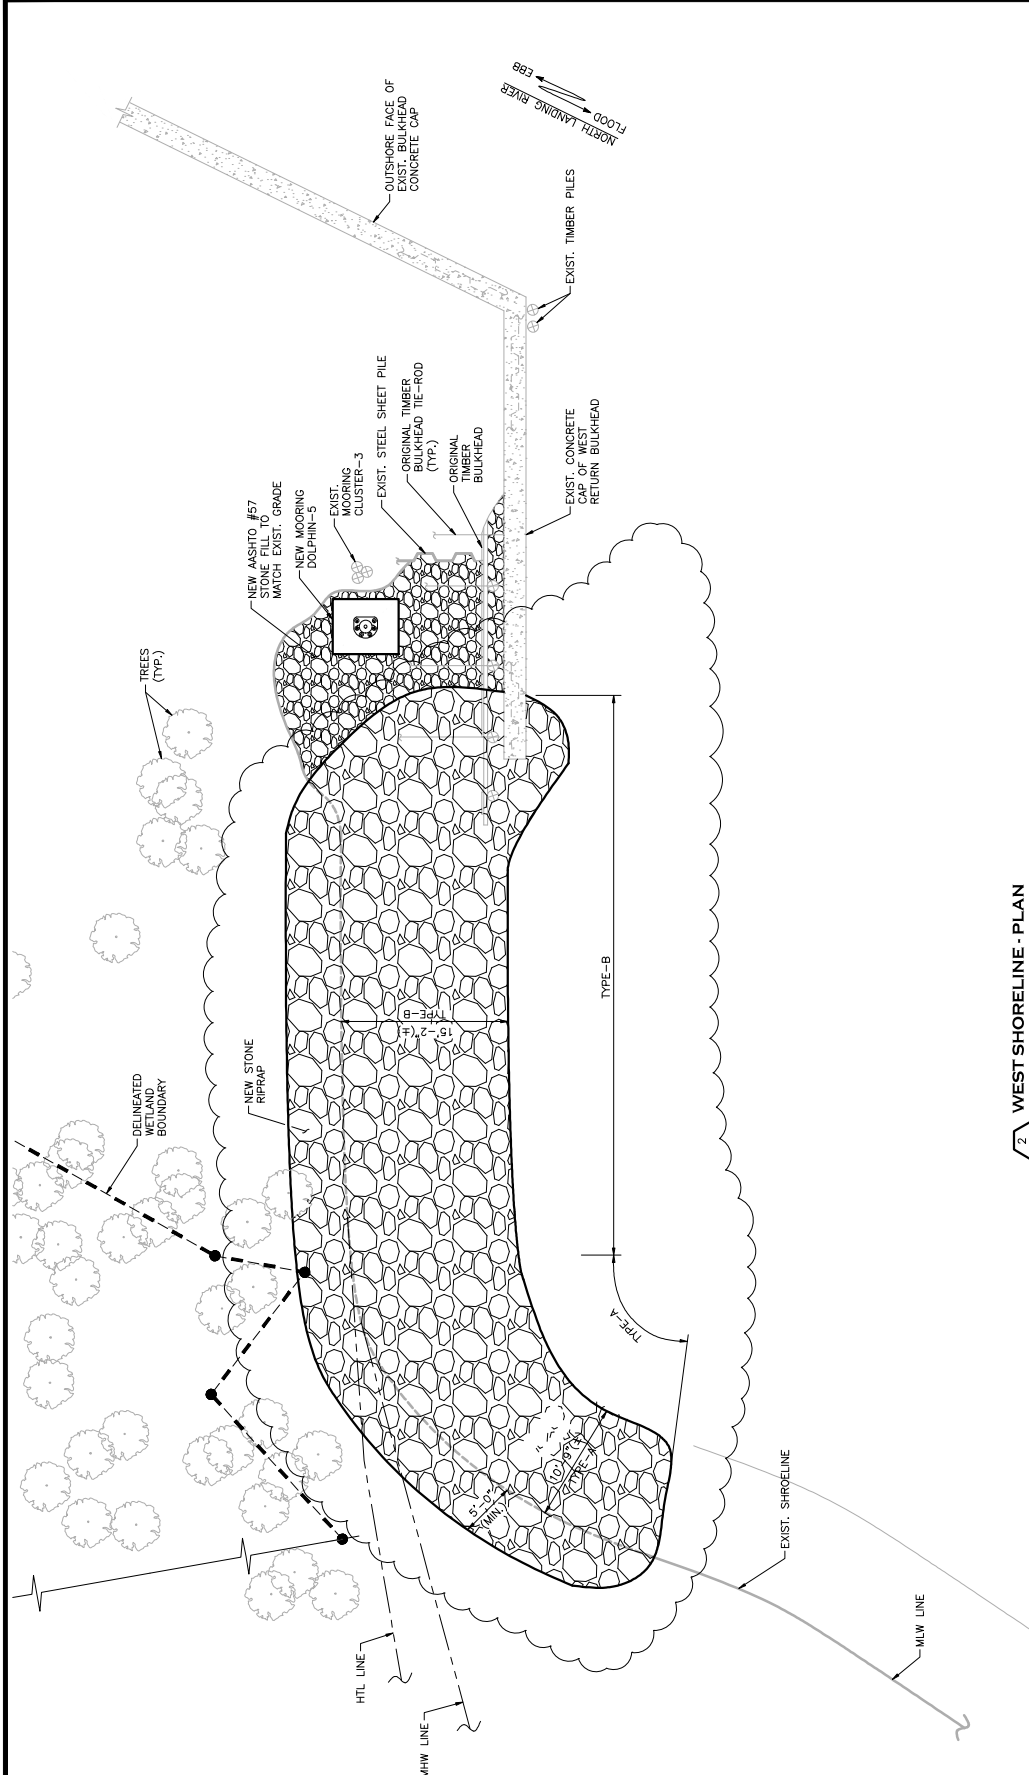 EBB
NORTH LANDING RIVER
FLOOD
OUTSHORE FACE OF
EXIST. BULKHEAD
CONCRETE CAP
EXIST. TIMBER PILES
EXIST. STEEL SHEET PILE
ORIGINAL TIMBER
BULKHEAD TIE-ROD
(TYP.)
ORIGINAL
TIMBER
BULKHEAD
EXIST. CONCRETE
CAP OF WEST
RETURN BULKHEAD
EXIST.
MOORING
CLUSTER-3
NEW AASHTO #57
STONE FILL TO
MATCH EXIST. GRADE
NEW MOORING
DOLPHIN-5
TREES
(TYP.)
TYPE-B
15'-2"(±)
TYPE-B
NEW STONE
RIPRAP
DELINEATED
WETLAND
BOUNDARY
TYPE-A
10'-9"(±)
TYPE-A
5'-0"
(MIN.)
EXIST. SHROELINE
MLW LINE
HTL LINE
MHW LINE
2
WEST SHORELINE - PLAN